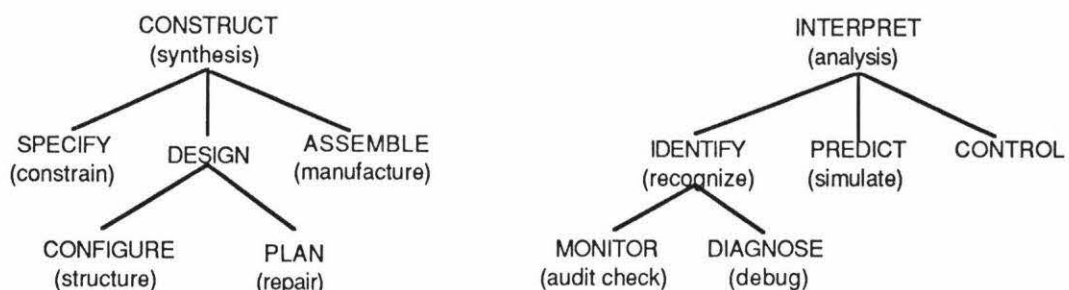 CONSTRUCT
(synthesis)
SPECIFY
(constrain)
DESIGN
ASSEMBLE
(manufacture)
CONFIGURE
(structure)
PLAN
(repair)
INTERPRET
(analysis)
IDENTIFY
(recognize)
PREDICT
(simulate)
CONTROL
MONITOR
(audit check)
DIAGNOSE
(debug)